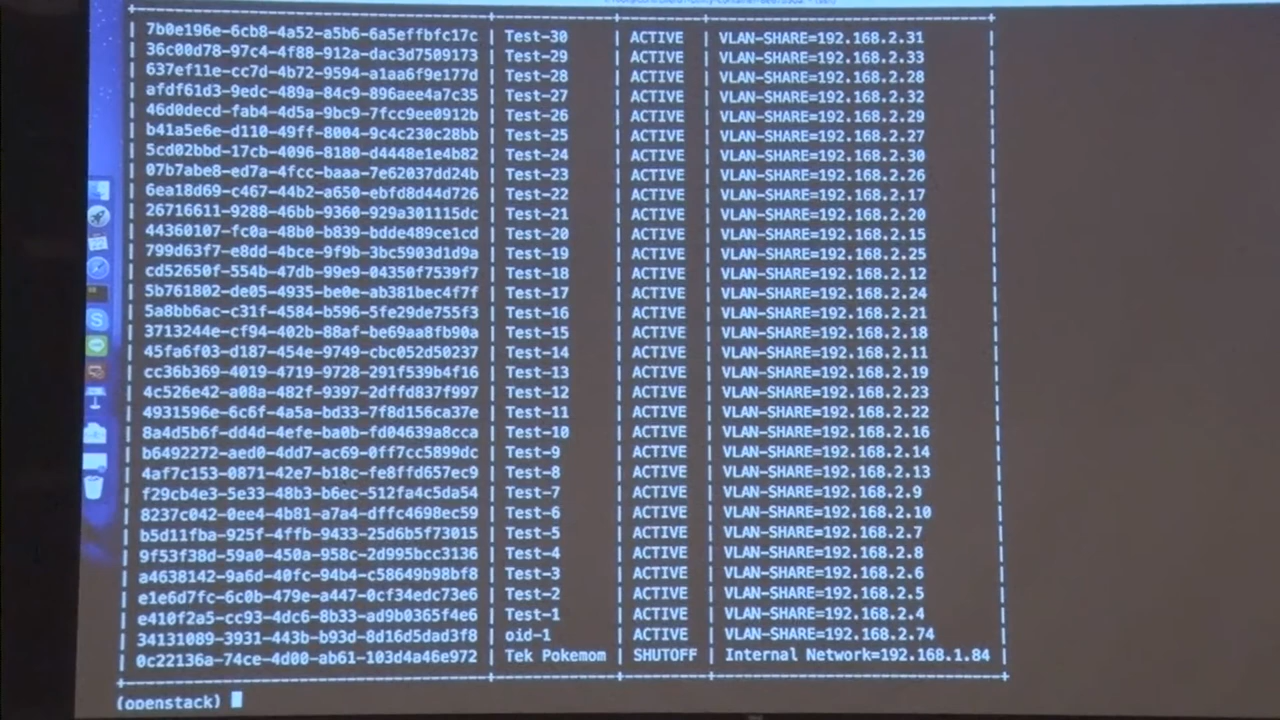 | 7b0e196e-6cb8-4a52-a5b6-6a5effbfc17c | Test-30 | ACTIVE | VLAN-SHARE=192.168.2.31 |
| 36c00d78-97c4-4f88-912a-dac3d7509173 | Test-29 | ACTIVE | VLAN-SHARE=192.168.2.33 |
| 637ef11e-cc7d-4b72-9594-a1aa6f9e177d | Test-28 | ACTIVE | VLAN-SHARE=192.168.2.28 |
| afdf61d3-9edc-489a-84c9-896aee4a7c35 | Test-27 | ACTIVE | VLAN-SHARE=192.168.2.32 |
| 46d0decd-fab4-4d5a-9bc9-7fcc9ee0912b | Test-26 | ACTIVE | VLAN-SHARE=192.168.2.29 |
| b41a5e6e-d110-49ff-8004-9c4c230c28bb | Test-25 | ACTIVE | VLAN-SHARE=192.168.2.27 |
| 5cd02bbd-17cb-4096-8180-d4448e1e4b82 | Test-24 | ACTIVE | VLAN-SHARE=192.168.2.30 |
| 07b7abe8-ed7a-4fcc-baaa-7e62037dd24b | Test-23 | ACTIVE | VLAN-SHARE=192.168.2.26 |
| 6ea18d69-c467-44b2-a650-ebfd8d44d726 | Test-22 | ACTIVE | VLAN-SHARE=192.168.2.17 |
| 26716611-9288-46bb-9360-929a301115dc | Test-21 | ACTIVE | VLAN-SHARE=192.168.2.20 |
| 44360107-fc0a-48b0-b839-bdde489ce1cd | Test-20 | ACTIVE | VLAN-SHARE=192.168.2.15 |
| 799d63f7-e8dd-4bce-9f9b-3bc5903d1d9a | Test-19 | ACTIVE | VLAN-SHARE=192.168.2.25 |
| cd52650f-554b-47db-99e9-04350f7539f7 | Test-18 | ACTIVE | VLAN-SHARE=192.168.2.12 |
| 5b761802-de05-4935-be0e-ab381bec4f7f | Test-17 | ACTIVE | VLAN-SHARE=192.168.2.24 |
| 5a8bb6ac-c31f-4584-b596-5fe29de755f3 | Test-16 | ACTIVE | VLAN-SHARE=192.168.2.21 |
| 3713244e-cf94-402b-88af-be69aa8fb90a | Test-15 | ACTIVE | VLAN-SHARE=192.168.2.18 |
| 45fa6f03-d187-454e-9749-cbc052d50237 | Test-14 | ACTIVE | VLAN-SHARE=192.168.2.11 |
| cc36b369-4019-4719-9728-291f539b4f16 | Test-13 | ACTIVE | VLAN-SHARE=192.168.2.19 |
| 4c526e42-a08a-482f-9397-2dffd837f997 | Test-12 | ACTIVE | VLAN-SHARE=192.168.2.23 |
| 4931596e-6c6f-4a5a-bd33-7f8d156ca37e | Test-11 | ACTIVE | VLAN-SHARE=192.168.2.22 |
| 8a4d5b6f-dd4d-4efe-ba0b-fd04639a8cca | Test-10 | ACTIVE | VLAN-SHARE=192.168.2.16 |
| b6492272-aed0-4dd7-ac69-0ff7cc5899dc | Test-9 | ACTIVE | VLAN-SHARE=192.168.2.14 |
| 4af7c153-0871-42e7-b18c-fe8ffd657ec9 | Test-8 | ACTIVE | VLAN-SHARE=192.168.2.13 |
| f29cb4e3-5e33-48b3-b6ec-512fa4c5da54 | Test-7 | ACTIVE | VLAN-SHARE=192.168.2.9 |
| 8237c042-0ee4-4b81-a7a4-dffc4698ec59 | Test-6 | ACTIVE | VLAN-SHARE=192.168.2.10 |
| b5d11fba-925f-4ffb-9433-25d6b5f73015 | Test-5 | ACTIVE | VLAN-SHARE=192.168.2.7 |
| 9f53f38d-59a0-450a-958c-2d995bcc3136 | Test-4 | ACTIVE | VLAN-SHARE=192.168.2.8 |
| a4638142-9a6d-40fc-94b4-c58649b98bf8 | Test-3 | ACTIVE | VLAN-SHARE=192.168.2.6 |
| e1e6d7fc-6c0b-479e-a447-0cf34edc73e6 | Test-2 | ACTIVE | VLAN-SHARE=192.168.2.5 |
| e410f2a5-cc93-4dc6-8b33-ad9b0365f4e6 | Test-1 | ACTIVE | VLAN-SHARE=192.168.2.4 |
| 34131089-3931-443b-b93d-8d16d5dad3f8 | oid-1 | ACTIVE | VLAN-SHARE=192.168.2.74 |
| 0c22136a-74ce-4d00-ab61-103d4a46e972 | Tek Pokemom | SHUTOFF | Internal Network=192.168.1.84 |
(openstack)